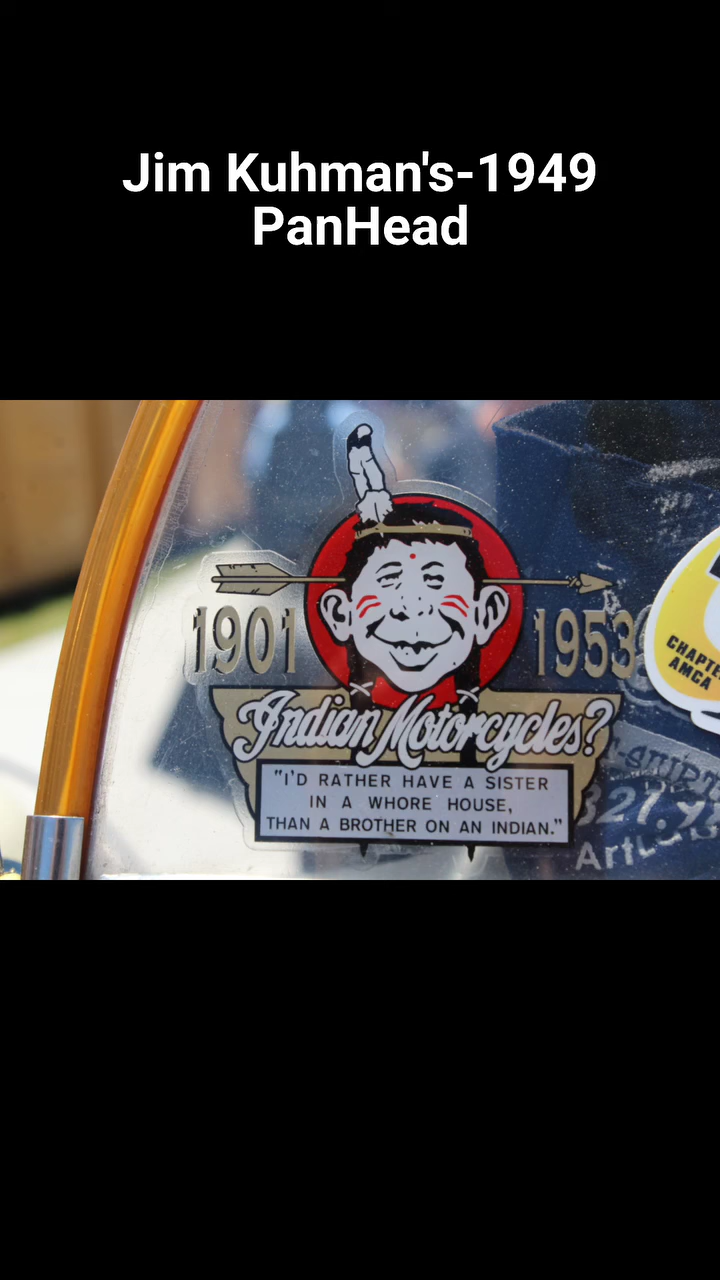 Jim Kuhman's-1949
PanHead
1901
1953
Indian Motorcycles?
"I'D RATHER HAVE A SISTER
IN A WHORE HOUSE,
THAN A BROTHER ON AN INDIAN."
AMCA